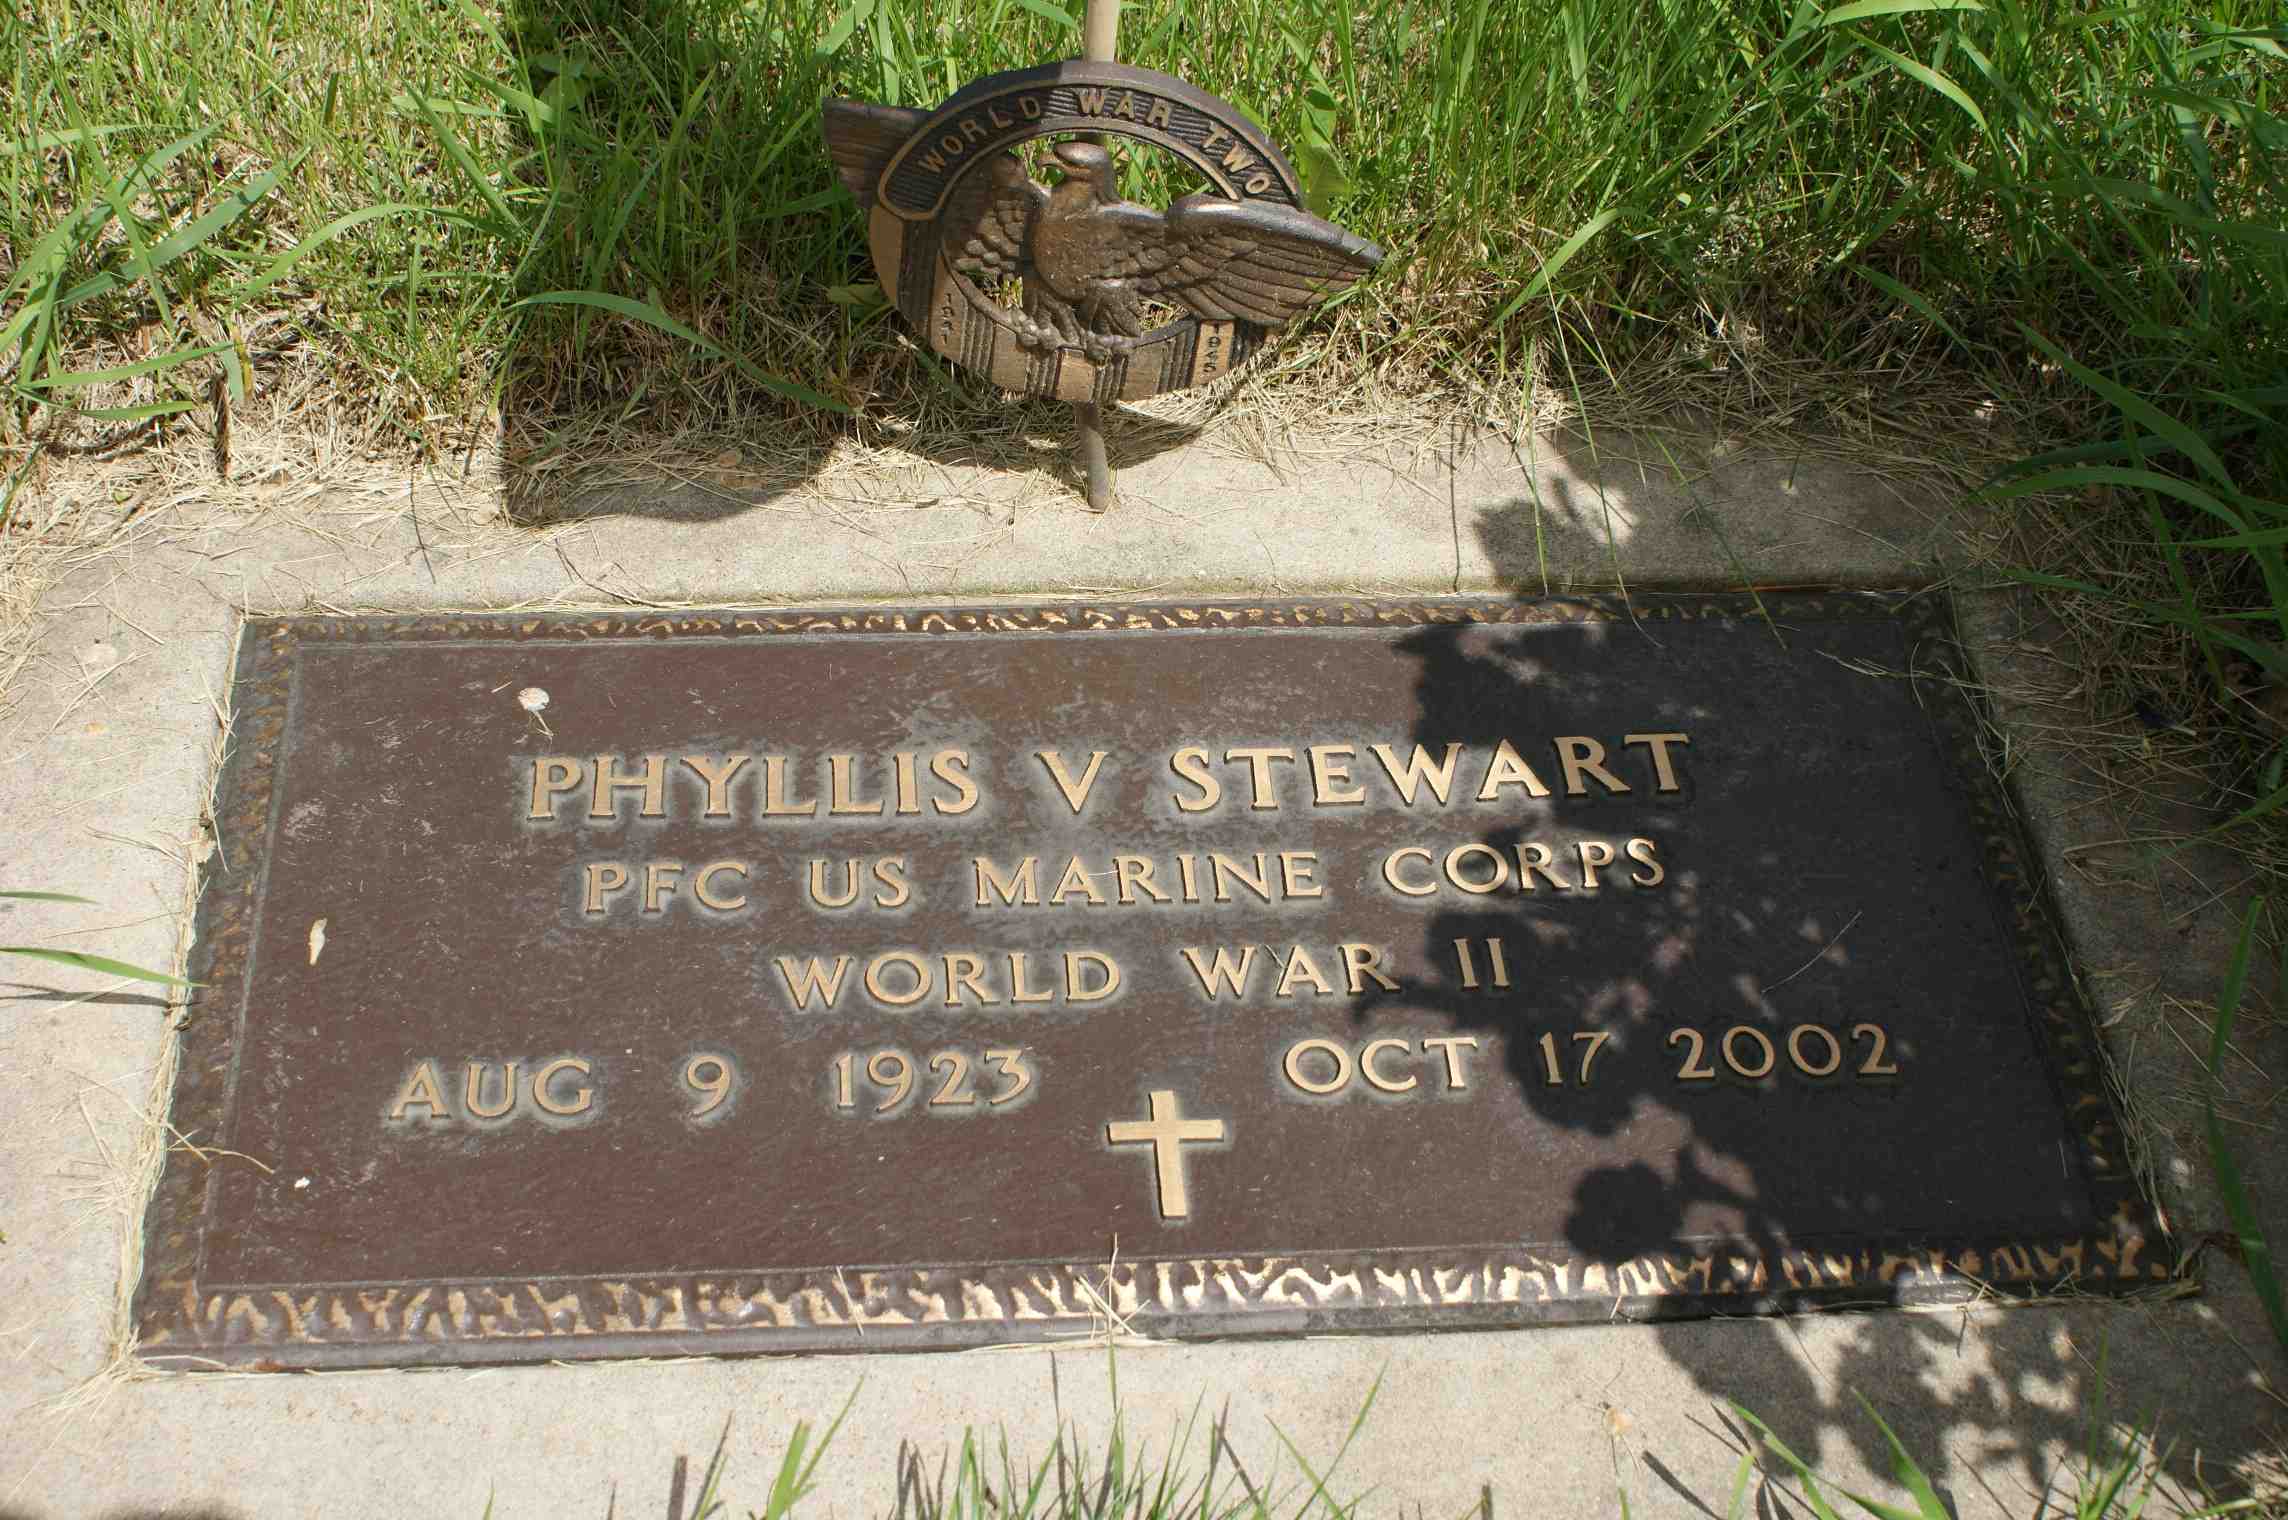 WORLD WAR TWO
1941 1945
PHYLLIS V STEWART
PFC US MARINE CORPS
WORLD WAR II
AUG 9 1923 OCT 17 2002